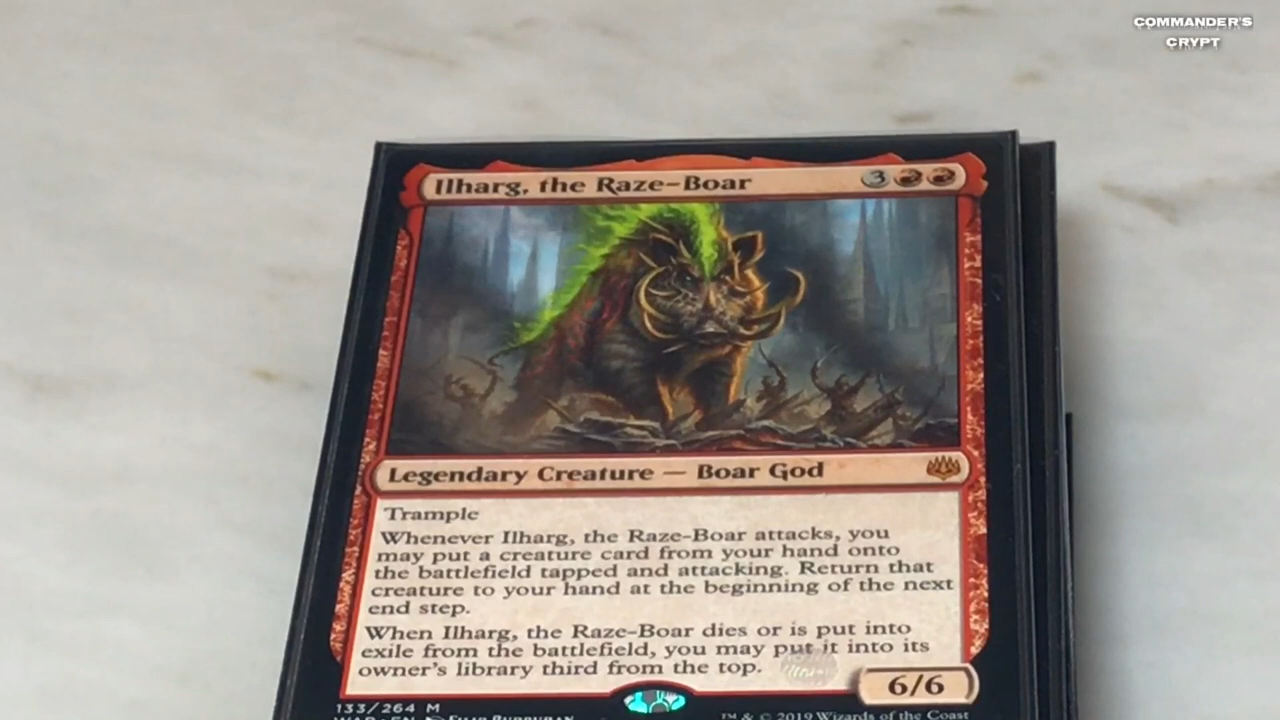 COMMANDER'S
CRYPT
Ilharg, the Raze-Boar 3
Legendary Creature — Boar God
Trample
Whenever Ilharg, the Raze-Boar attacks, you
may put a creature card from your hand onto
the battlefield tapped and attacking. Return that
creature to your hand at the beginning of the next
end step.
When Ilharg, the Raze-Boar dies or is put into
exile from the battlefield, you may put it into its
owner's library third from the top.
6/6
133/264 M
WAR • EN
™ & © 2019 Wizards of the Coast